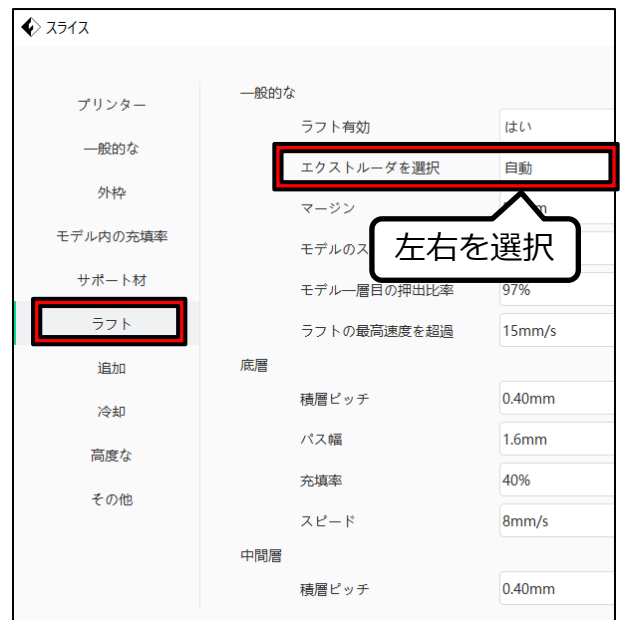 スライス
プリンター
一般的な
外枠
モデル内の充填率
サポート材
ラフト
追加
冷却
高度な
その他
一般的な
ラフト有効 はい
エクストルーダを選択 自動
マージン
左右を選択
モデルのス
モデル一層目の押出比率 97%
ラフトの最高速度を超過 15mm/s
底層
積層ピッチ 0.40mm
パス幅 1.6mm
充填率 40%
スピード 8mm/s
中間層
積層ピッチ 0.40mm